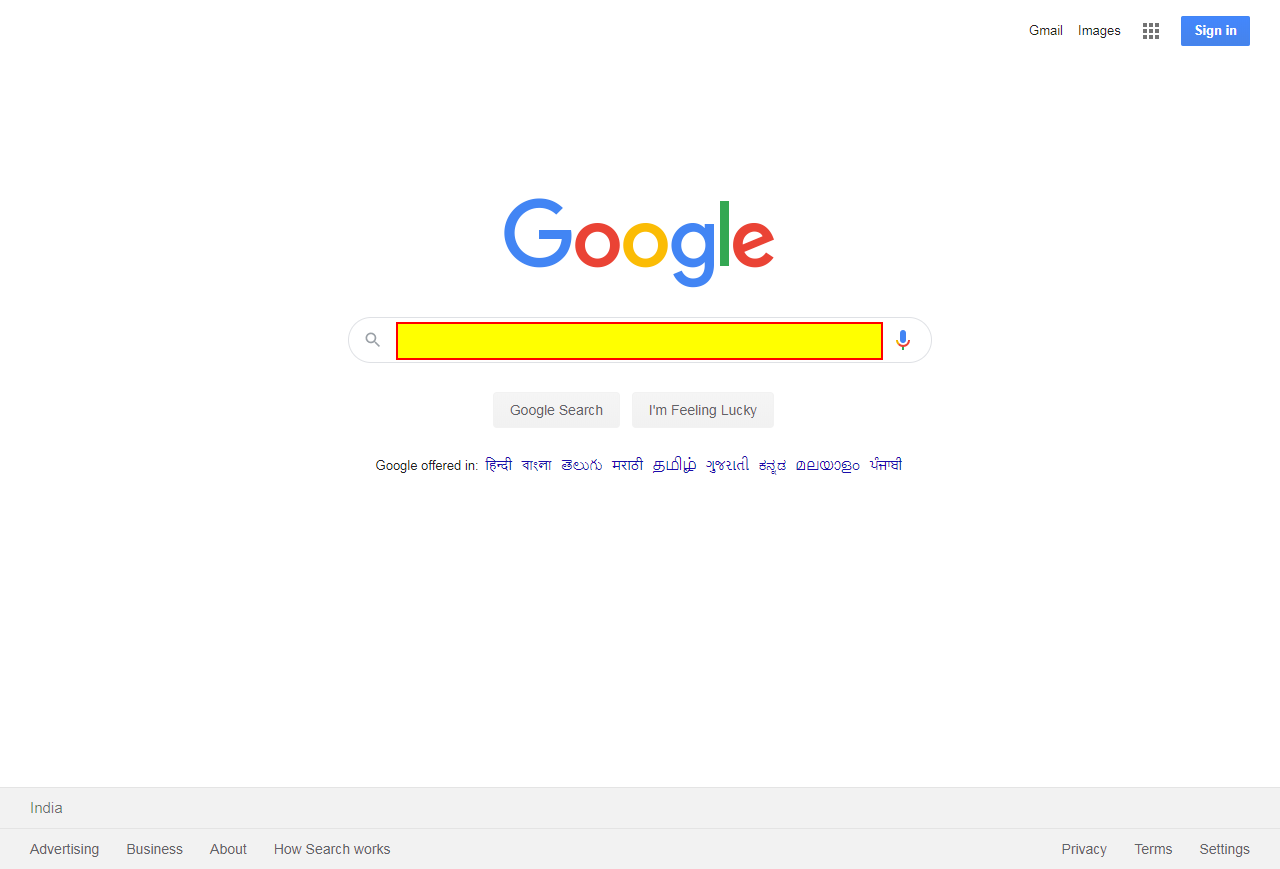 Gmail Images Sign in
Google
Google Search I'm Feeling Lucky
Google offered in: हिन्दी বাংলা తెలుగు मराठी தமிழ் ગુજરાતી ಕನ್ನಡ മലയാളം ਪੰਜਾਬੀ
India
Advertising Business About How Search works Privacy Terms Settings